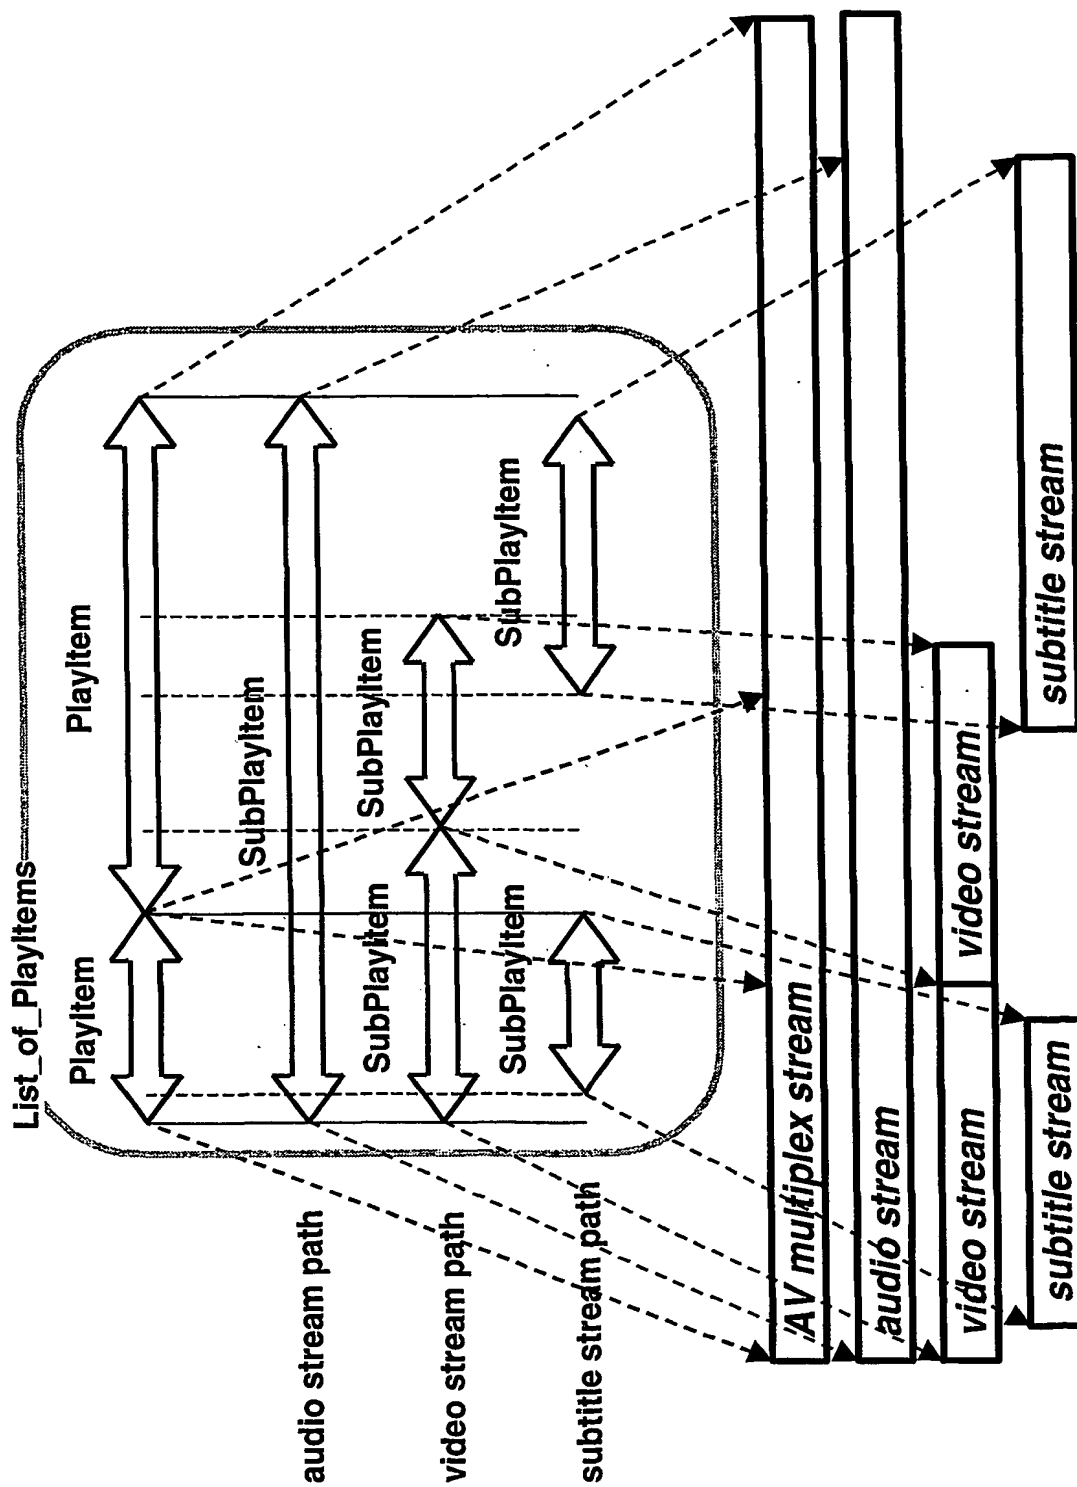 List_of_PlayItems
PlayItem
PlayItem
audio stream path
SubPlayItem
video stream path
SubPlayItem
SubPlayItem
subtitle stream path
SubPlayItem
SubPlayItem
AV multiplex stream
audio stream
video stream
video stream
subtitle stream
subtitle stream